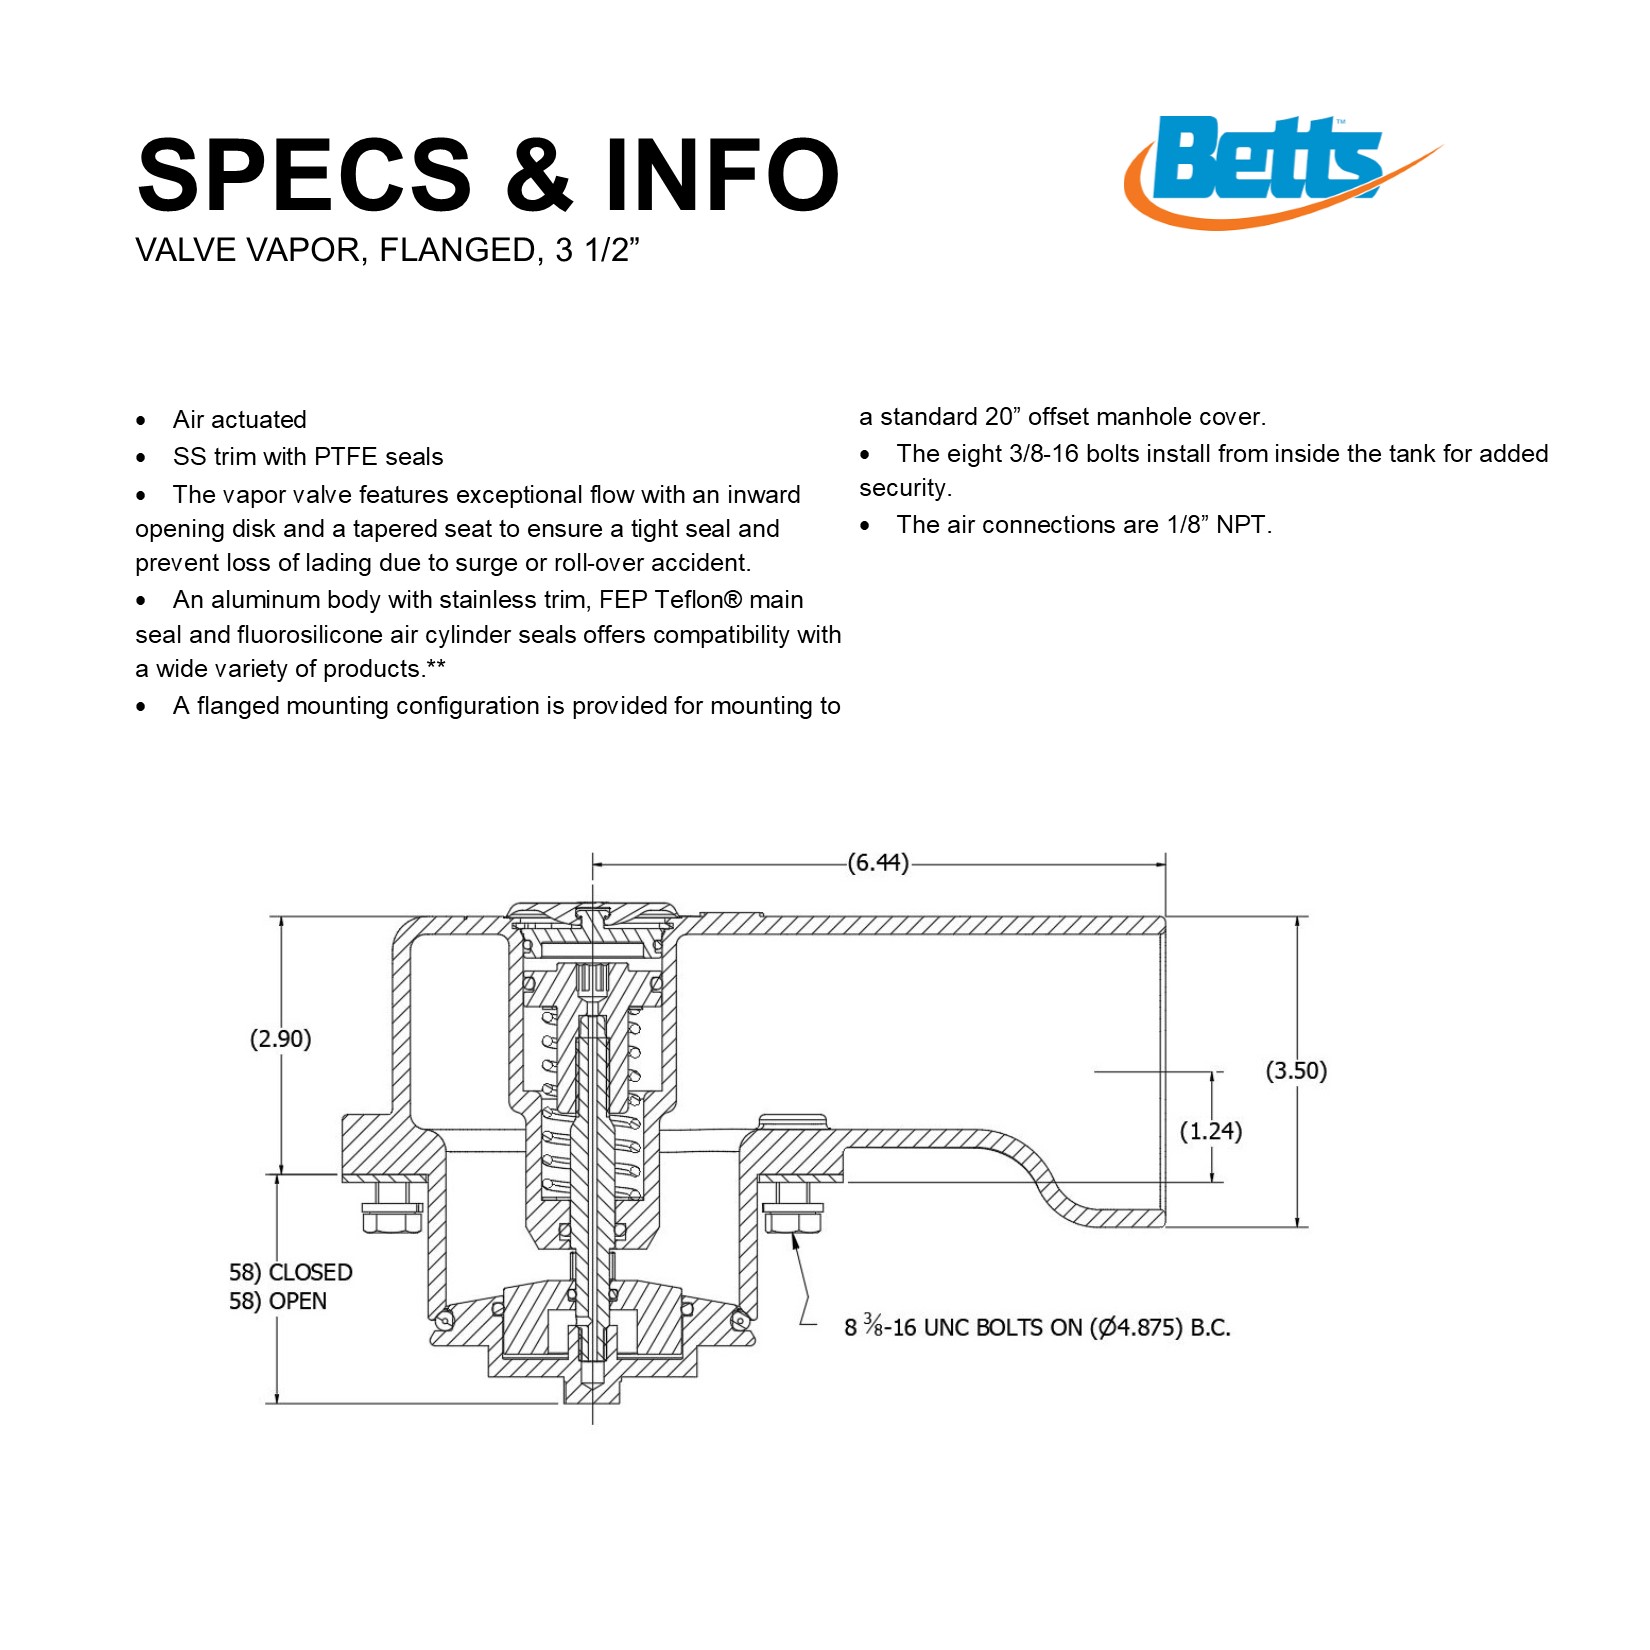 SPECS & INFO
VALVE VAPOR, FLANGED, 3 1/2”
Betts™
• Air actuated
• SS trim with PTFE seals
• The vapor valve features exceptional flow with an inward
opening disk and a tapered seat to ensure a tight seal and
prevent loss of lading due to surge or roll-over accident.
• An aluminum body with stainless trim, FEP Teflon® main
seal and fluorosilicone air cylinder seals offers compatibility with
a wide variety of products.**
• A flanged mounting configuration is provided for mounting to
a standard 20” offset manhole cover.
• The eight 3/8-16 bolts install from inside the tank for added
security.
• The air connections are 1/8” NPT.
(6.44)
(2.90)
(3.50)
(1.24)
58) CLOSED
58) OPEN
8 3⁄8-16 UNC BOLTS ON (Ø4.875) B.C.